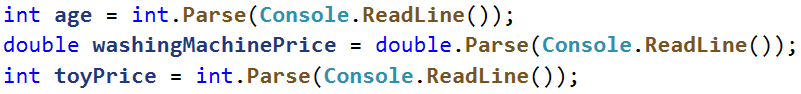 int age = int.Parse(Console.ReadLine());
double washingMachinePrice = double.Parse(Console.ReadLine());
int toyPrice = int.Parse(Console.ReadLine());